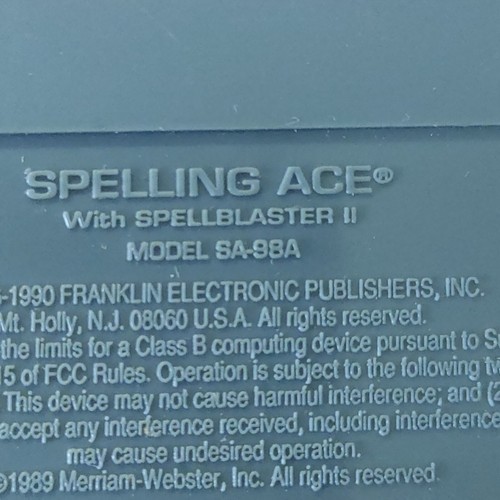 SPELLING ACE®
With SPELLBLASTER II
MODEL SA-98A
-1990 FRANKLIN ELECTRONIC PUBLISHERS, INC.
Mt. Holly, N.J. 08060 U.S.A. All rights reserved.
the limits for a Class B computing device pursuant to
15 of FCC Rules. Operation is subject to the following
This device may not cause harmful interference; and (2
accept any interference received, including interference
may cause undesired operation.
©1989 Merriam-Webster, Inc. All rights reserved.